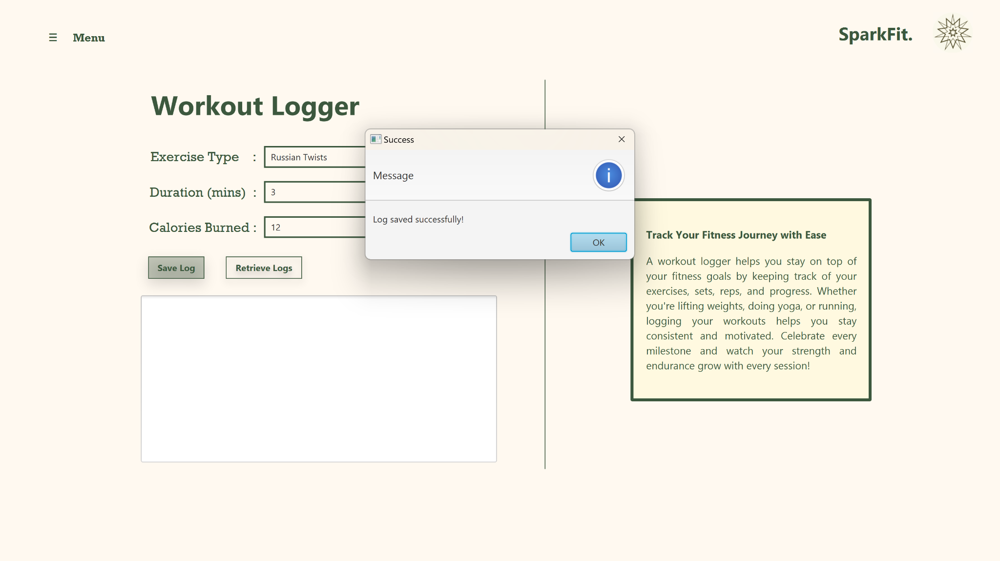 ☰ Menu
SparkFit.
Workout Logger
Exercise Type :
Russian Twists
Duration (mins) :
3
Calories Burned :
12
Save Log
Retrieve Logs
Success
Message
Log saved successfully!
OK
Track Your Fitness Journey with Ease
A workout logger helps you stay on top of
your fitness goals by keeping track of your
exercises, sets, reps, and progress. Whether
you're lifting weights, doing yoga, or running,
logging your workouts helps you stay
consistent and motivated. Celebrate every
milestone and watch your strength and
endurance grow with every session!